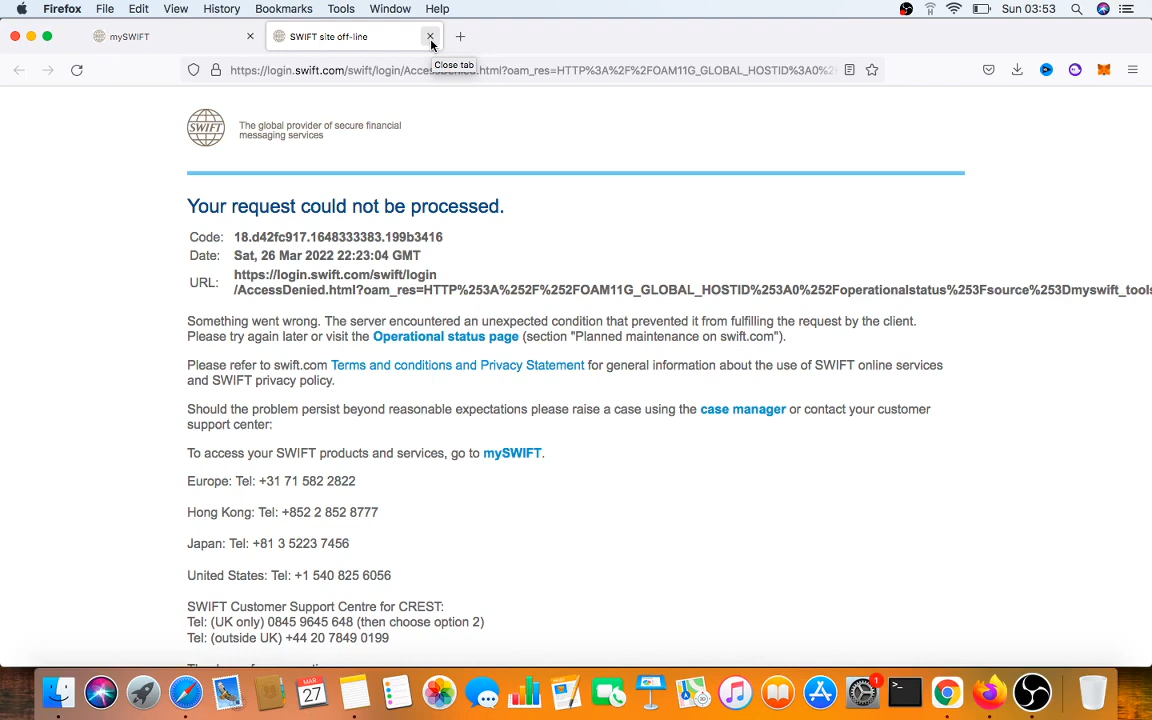 Firefox File Edit View History Bookmarks Tools Window Help Sun 03:53
mySWIFT SWIFT site off-line
Close tab
https://login.swift.com/swift/login/AccessDenied.html?oam_res=HTTP%3A%2F%2FOAM11G_GLOBAL_HOSTID%3A0%2
SWIFT
The global provider of secure financial
messaging services
Your request could not be processed.
Code: 18.d42fc917.1648333383.199b3416
Date: Sat, 26 Mar 2022 22:23:04 GMT
URL: https://login.swift.com/swift/login
/AccessDenied.html?oam_res=HTTP%253A%252F%252FOAM11G_GLOBAL_HOSTID%253A0%252Foperationalstatus%253Fsource%253Dmyswift_tools
Something went wrong. The server encountered an unexpected condition that prevented it from fulfilling the request by the client.
Please try again later or visit the Operational status page (section "Planned maintenance on swift.com").
Please refer to swift.com Terms and conditions and Privacy Statement for general information about the use of SWIFT online services
and SWIFT privacy policy.
Should the problem persist beyond reasonable expectations please raise a case using the case manager or contact your customer
support center:
To access your SWIFT products and services, go to mySWIFT.
Europe: Tel: +31 71 582 2822
Hong Kong: Tel: +852 2 852 8777
Japan: Tel: +81 3 5223 7456
United States: Tel: +1 540 825 6056
SWIFT Customer Support Centre for CREST:
Tel: (UK only) 0845 9645 648 (then choose option 2)
Tel: (outside UK) +44 20 7849 0199
MAR
27
1